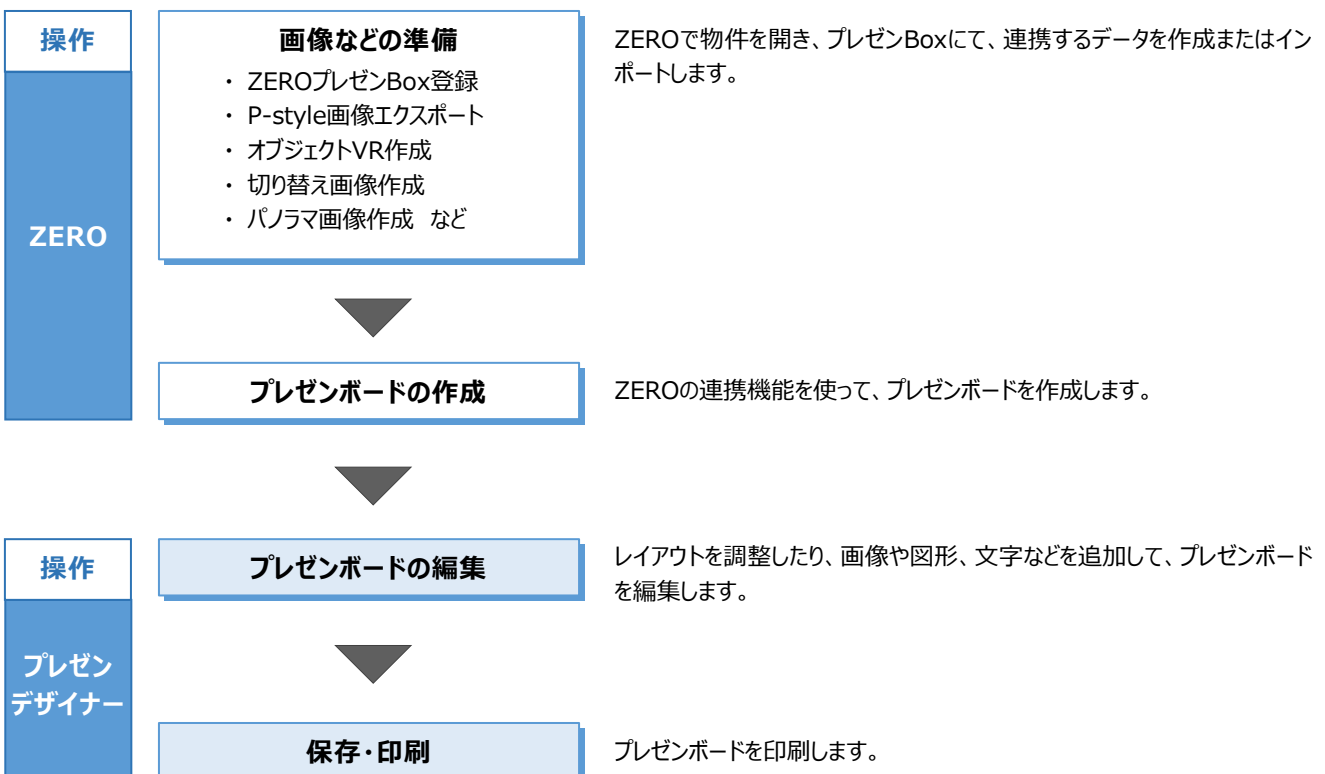 操作
画像などの準備
・ ZEROプレゼンBox登録
・ P-style画像エクスポート
・ オブジェクトVR作成
・ 切り替え画像作成
・ パノラマ画像作成 など
ZEROで物件を開き、プレゼンBoxにて、連携するデータを作成またはイン
ポートします。
ZERO
プレゼンボードの作成
ZEROの連携機能を使って、プレゼンボードを作成します。
操作
プレゼンボードの編集
レイアウトを調整したり、画像や図形、文字などを追加して、プレゼンボード
を編集します。
プレゼン
デザイナー
保存・印刷
プレゼンボードを印刷します。